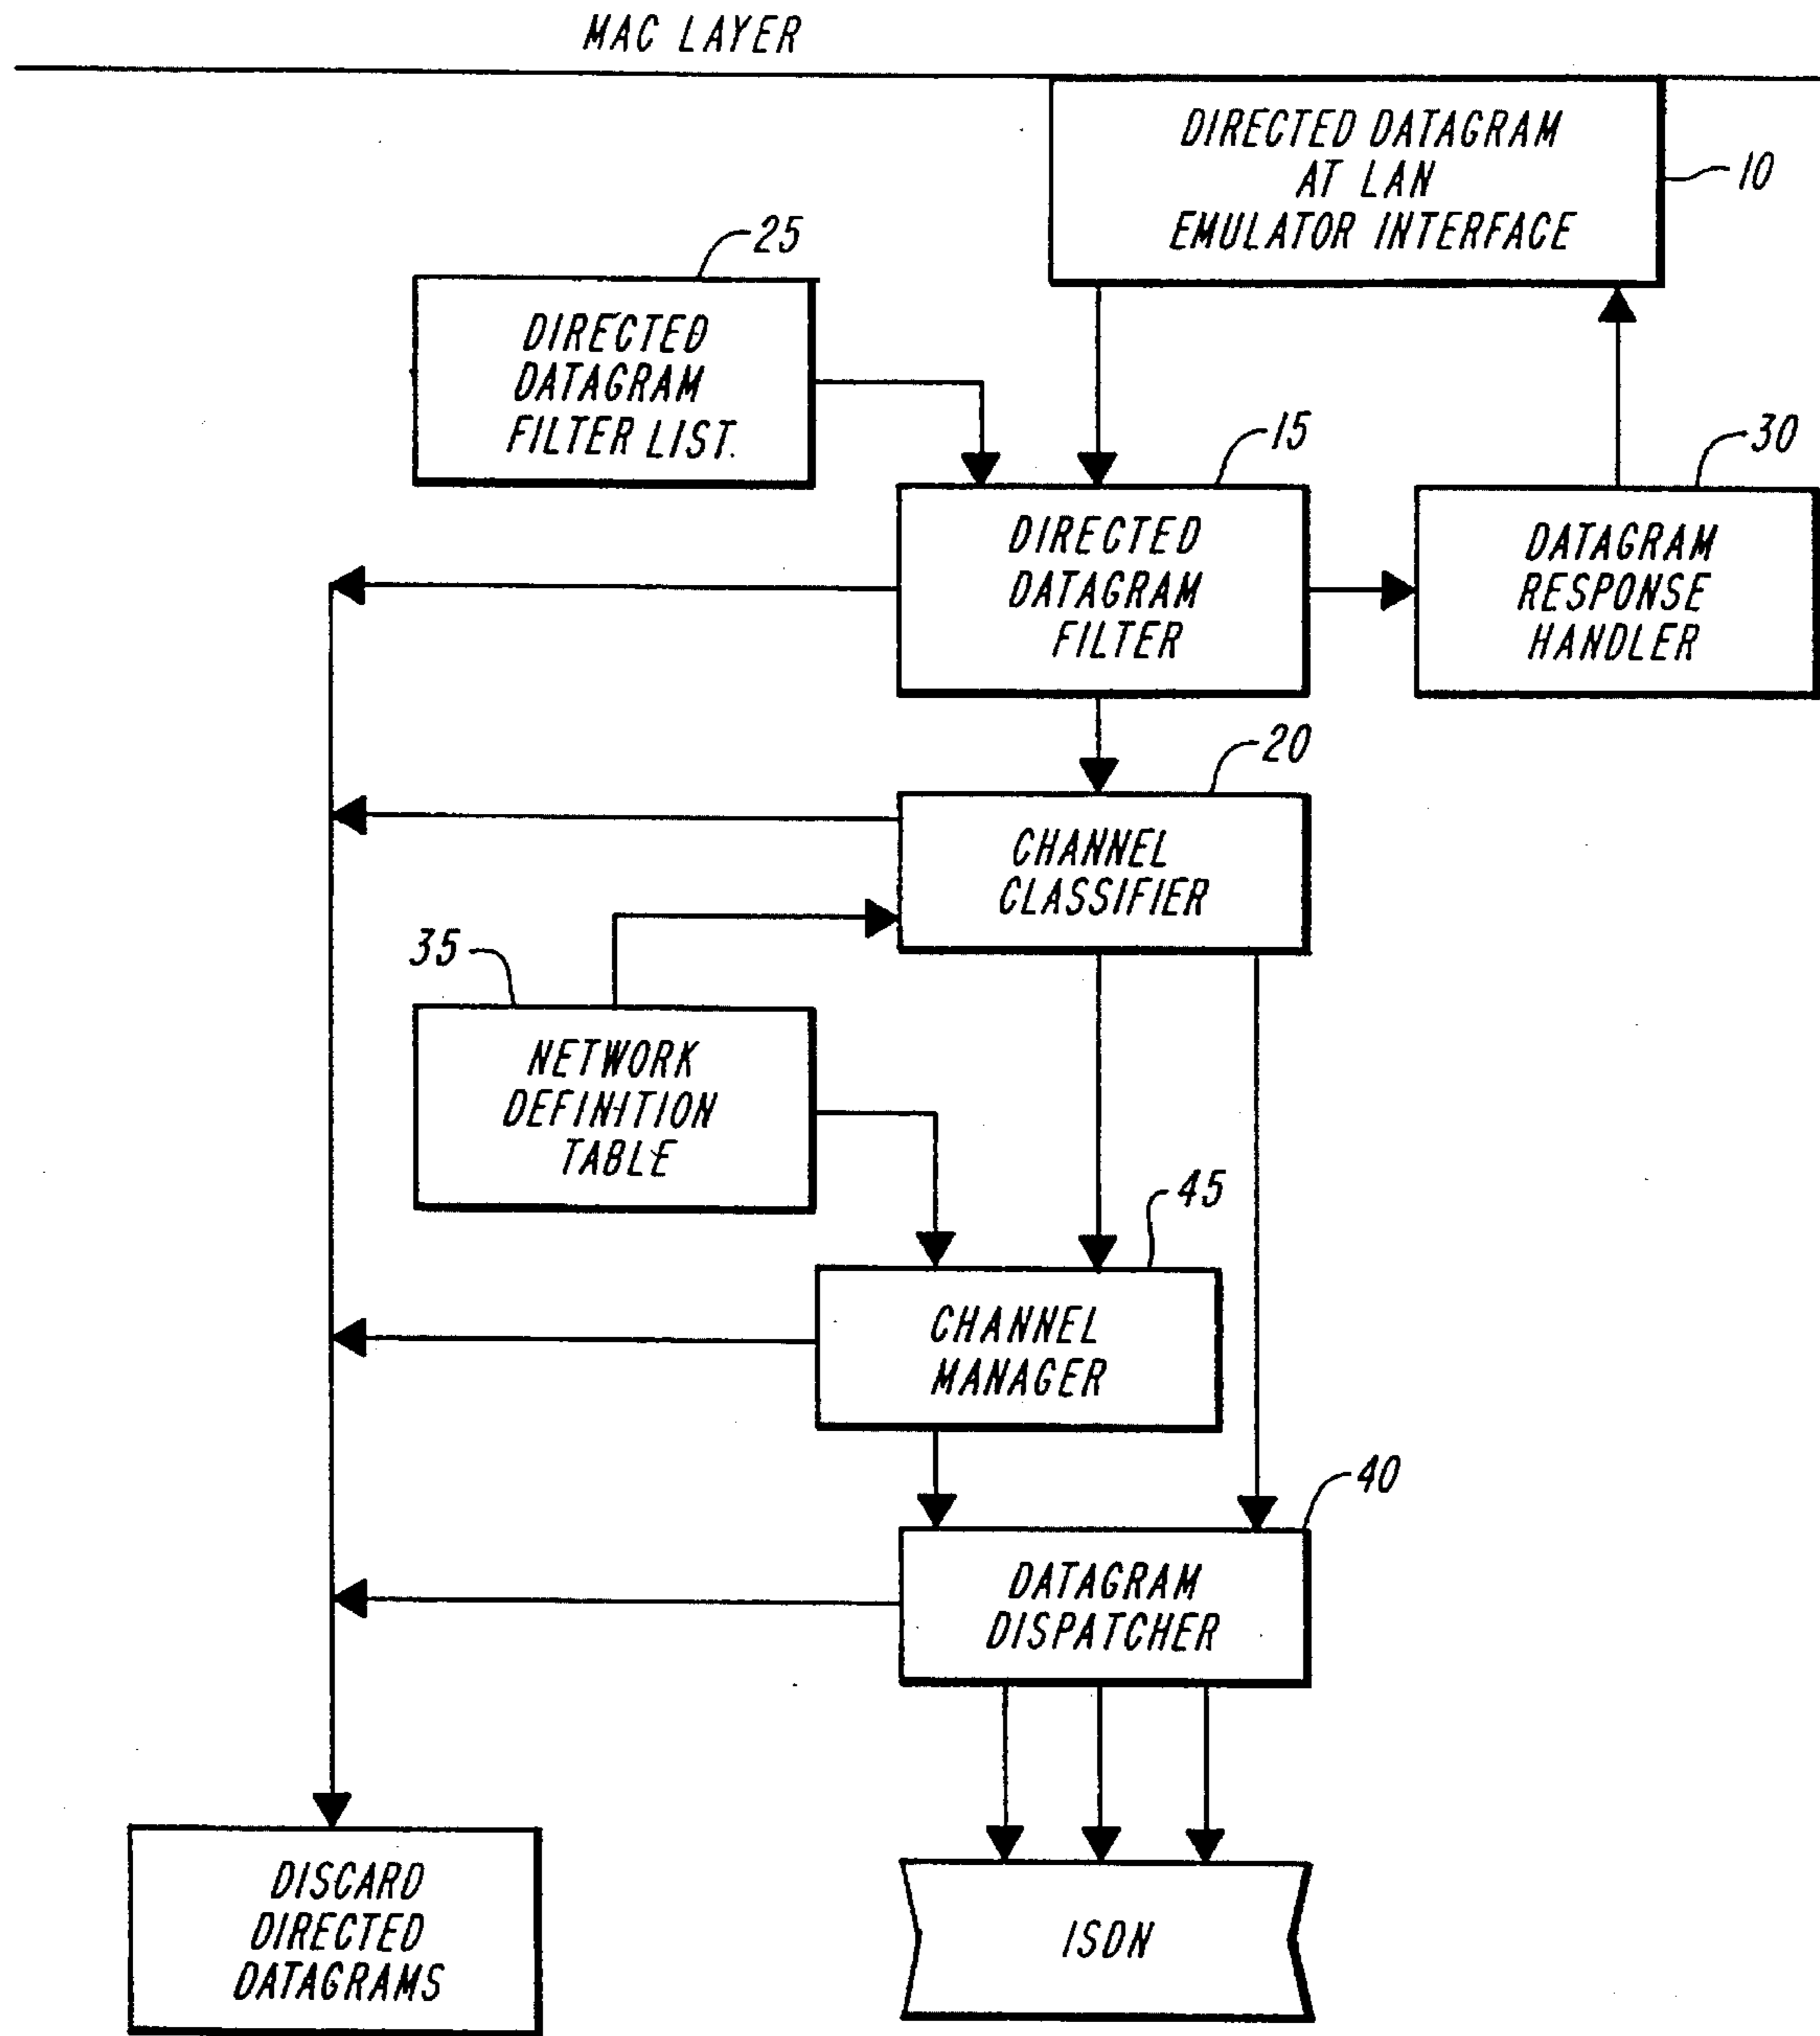 MAC LAYER
DIRECTED DATAGRAM
AT LAN
EMULATOR INTERFACE
10
25
DIRECTED
DATAGRAM
FILTER LIST.
15
30
DIRECTED
DATAGRAM
FILTER
DATAGRAM
RESPONSE
HANDLER
20
CHANNEL
CLASSIFIER
35
NETWORK
DEFINITION
TABLE
45
CHANNEL
MANAGER
40
DATAGRAM
DISPATCHER
DISCARD
DIRECTED
DATAGRAMS
ISDN